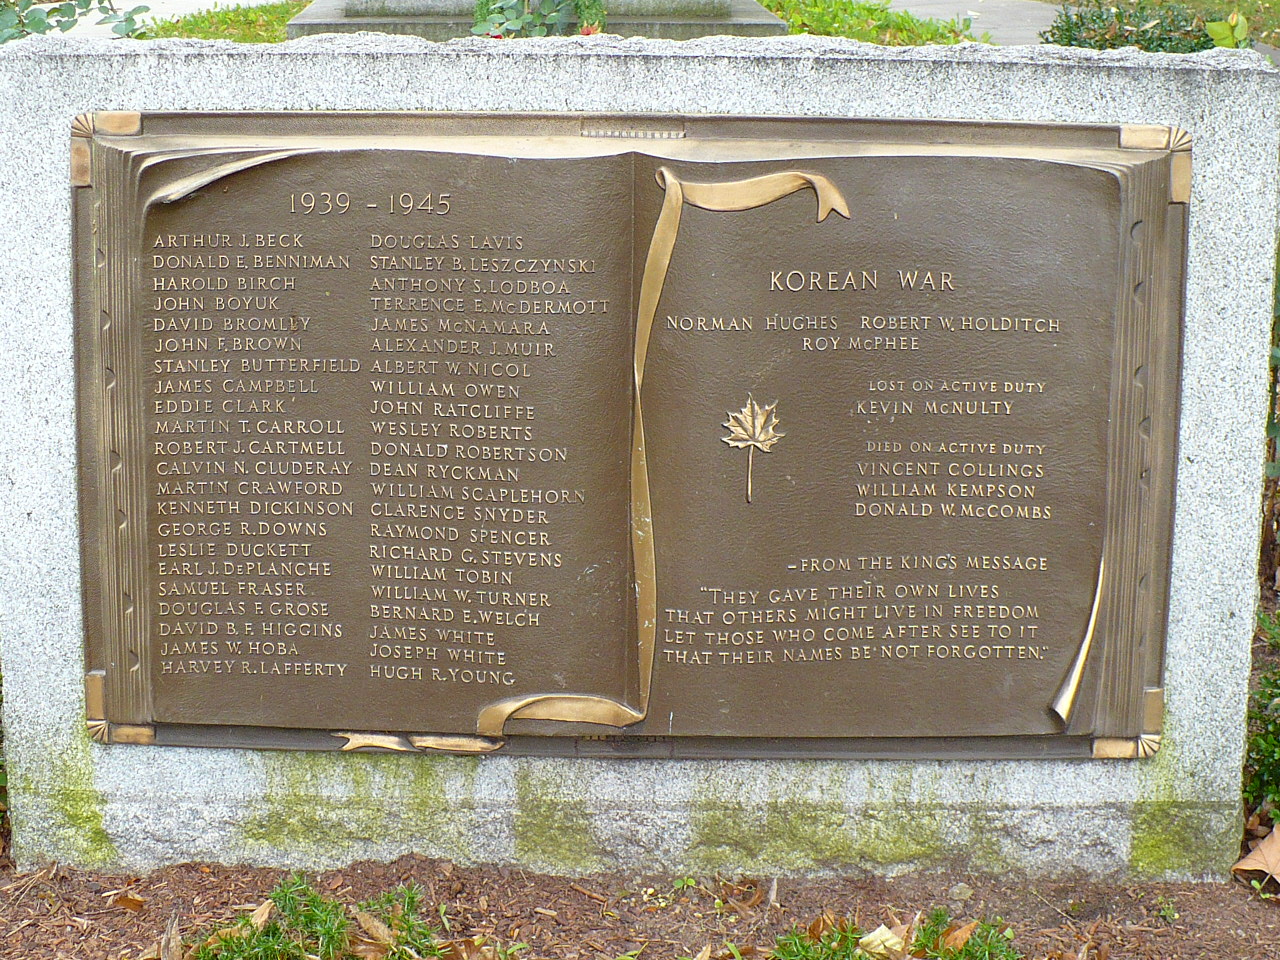 1939 - 1945
ARTHUR J. BECK
DONALD E. BENNIMAN
HAROLD BIRCH
JOHN BOYUK
DAVID BROMLEY
JOHN F. BROWN
STANLEY BUTTERFIELD
JAMES CAMPBELL
EDDIE CLARK
MARTIN T. CARROLL
ROBERT J. CARTMELL
CALVIN N. CLUDERAY
MARTIN CRAWFORD
KENNETH DICKINSON
GEORGE R. DOWNS
LESLIE DUCKETT
EARL J. DEPLANCHE
SAMUEL FRASER
DOUGLAS F. GROSE
DAVID B. F. HIGGINS
JAMES W. HOBA
HARVEY R. LAFFERTY
DOUGLAS LAVIS
STANLEY B. LESZCZYNSKI
ANTHONY S. LODBOA
TERRENCE E. McDERMOTT
JAMES McNAMARA
ALEXANDER J. MUIR
ALBERT W. NICOL
WILLIAM OWEN
JOHN RATCLIFFE
WESLEY ROBERTS
DONALD ROBERTSON
DEAN RYCKMAN
WILLIAM SCAPLEHORN
CLARENCE SNYDER
RAYMOND SPENCER
RICHARD G. STEVENS
WILLIAM TOBIN
WILLIAM W. TURNER
BERNARD E. WELCH
JAMES WHITE
JOSEPH WHITE
HUGH R. YOUNG
KOREAN WAR
NORMAN HUGHES ROBERT W. HOLDITCH
ROY McPHEE
LOST ON ACTIVE DUTY
KEVIN McNULTY
DIED ON ACTIVE DUTY
VINCENT COLLINGS
WILLIAM KEMPSON
DONALD W. McCOMBS
-FROM THE KING'S MESSAGE
"THEY GAVE THEIR OWN LIVES
THAT OTHERS MIGHT LIVE IN FREEDOM
LET THOSE WHO COME AFTER SEE TO IT
THAT THEIR NAMES BE NOT FORGOTTEN."